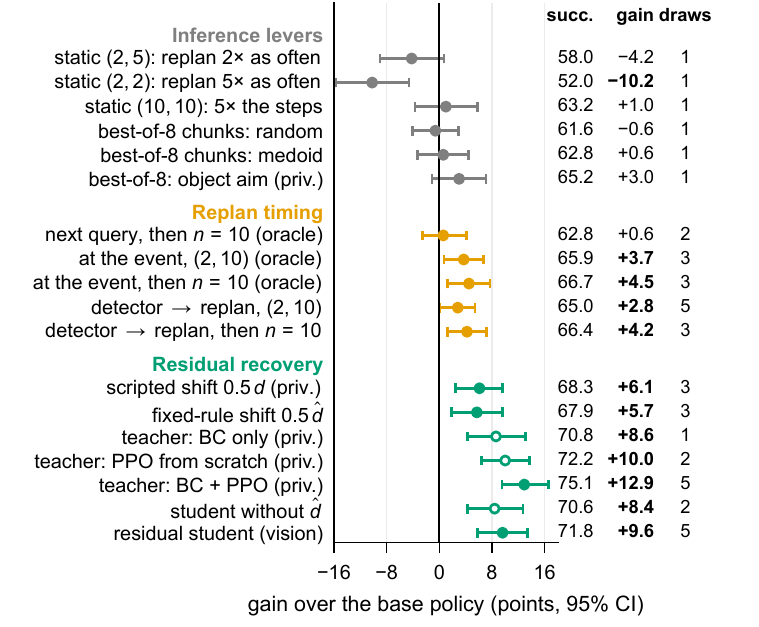 succ. gain draws
Inference levers
static (2, 5): replan 2× as often 58.0 −4.2 1
static (2, 2): replan 5× as often 52.0 −10.2 1
static (10, 10): 5× the steps 63.2 +1.0 1
best-of-8 chunks: random 61.6 −0.6 1
best-of-8 chunks: medoid 62.8 +0.6 1
best-of-8: object aim (priv.) 65.2 +3.0 1
Replan timing
next query, then n = 10 (oracle) 62.8 +0.6 2
at the event, (2, 10) (oracle) 65.9 +3.7 3
at the event, then n = 10 (oracle) 66.7 +4.5 3
detector → replan, (2, 10) 65.0 +2.8 5
detector → replan, then n = 10 66.4 +4.2 3
Residual recovery
scripted shift 0.5 d (priv.) 68.3 +6.1 3
fixed-rule shift 0.5 d̂ 67.9 +5.7 3
teacher: BC only (priv.) 70.8 +8.6 1
teacher: PPO from scratch (priv.) 72.2 +10.0 2
teacher: BC + PPO (priv.) 75.1 +12.9 5
student without d̂ 70.6 +8.4 2
residual student (vision) 71.8 +9.6 5
−16 −8 0 8 16
gain over the base policy (points, 95% CI)